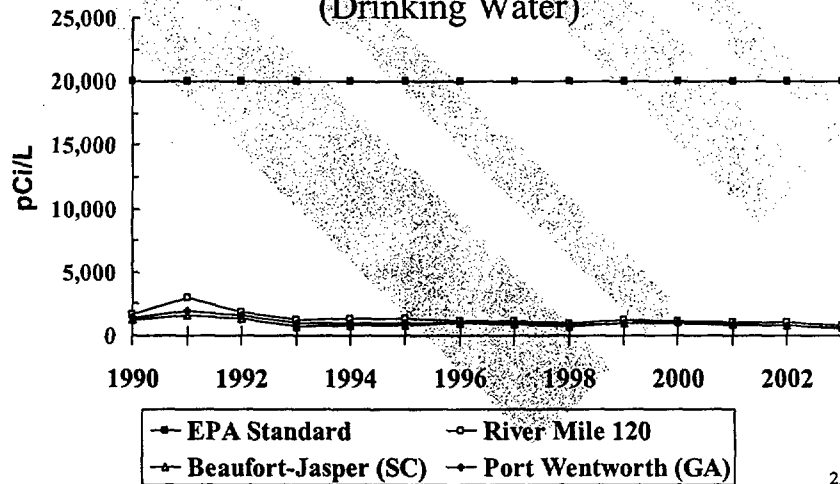 (Drinking Water)
25,000
20,000
15,000
10,000
5,000
0
pCi/L
1990 1992 1994 1996 1998 2000 2002
EPA Standard River Mile 120
Beaufort-Jasper (SC) Port Wentworth (GA)
2